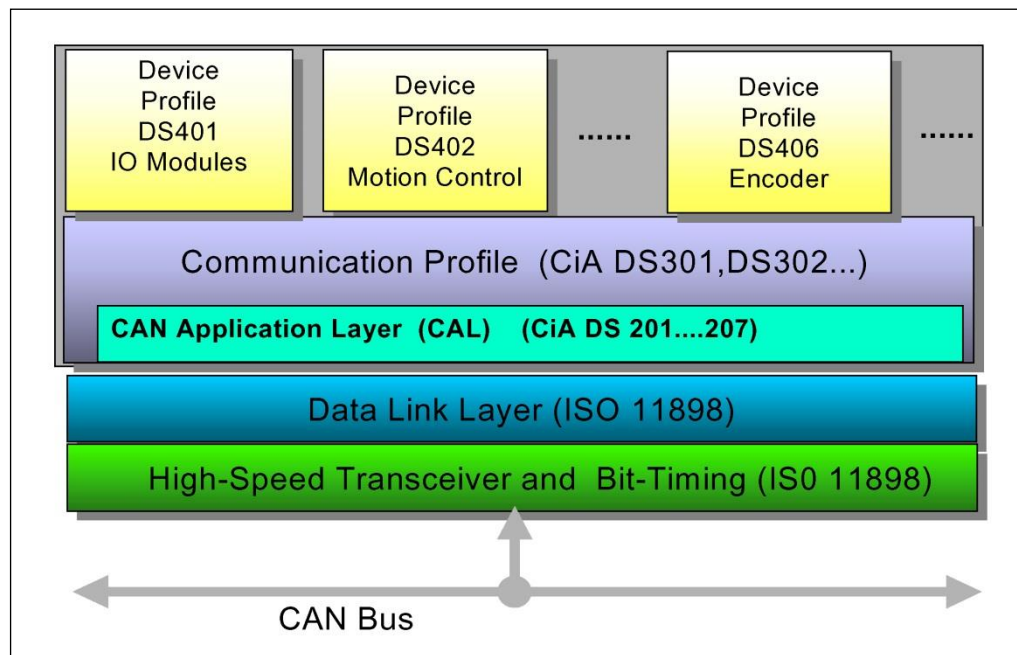 Device
Profile
DS401
IO Modules
Device
Profile
DS402
Motion Control
......
Device
Profile
DS406
Encoder
......
Communication Profile (CiA DS301,DS302...)
CAN Application Layer (CAL) (CiA DS 201....207)
Data Link Layer (ISO 11898)
High-Speed Transceiver and Bit-Timing (IS0 11898)
CAN Bus